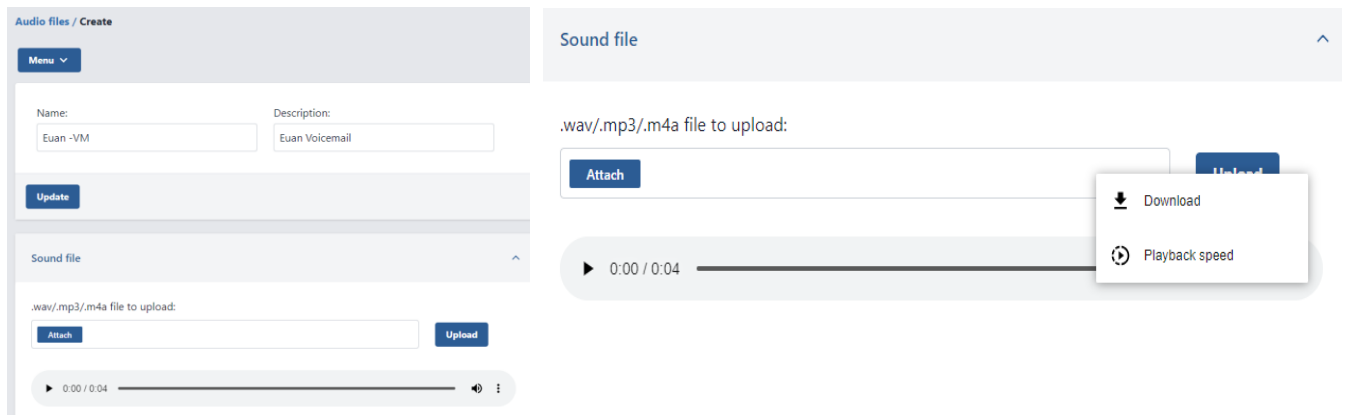 Audio files / Create
Menu
Name:
Description:
Euan -VM
Euan Voicemail
Update
Sound file
.wav/.mp3/.m4a file to upload:
Attach
Upload
0:00 / 0:04
Sound file
.wav/.mp3/.m4a file to upload:
Attach
Upload
Download
Playback speed
0:00 / 0:04